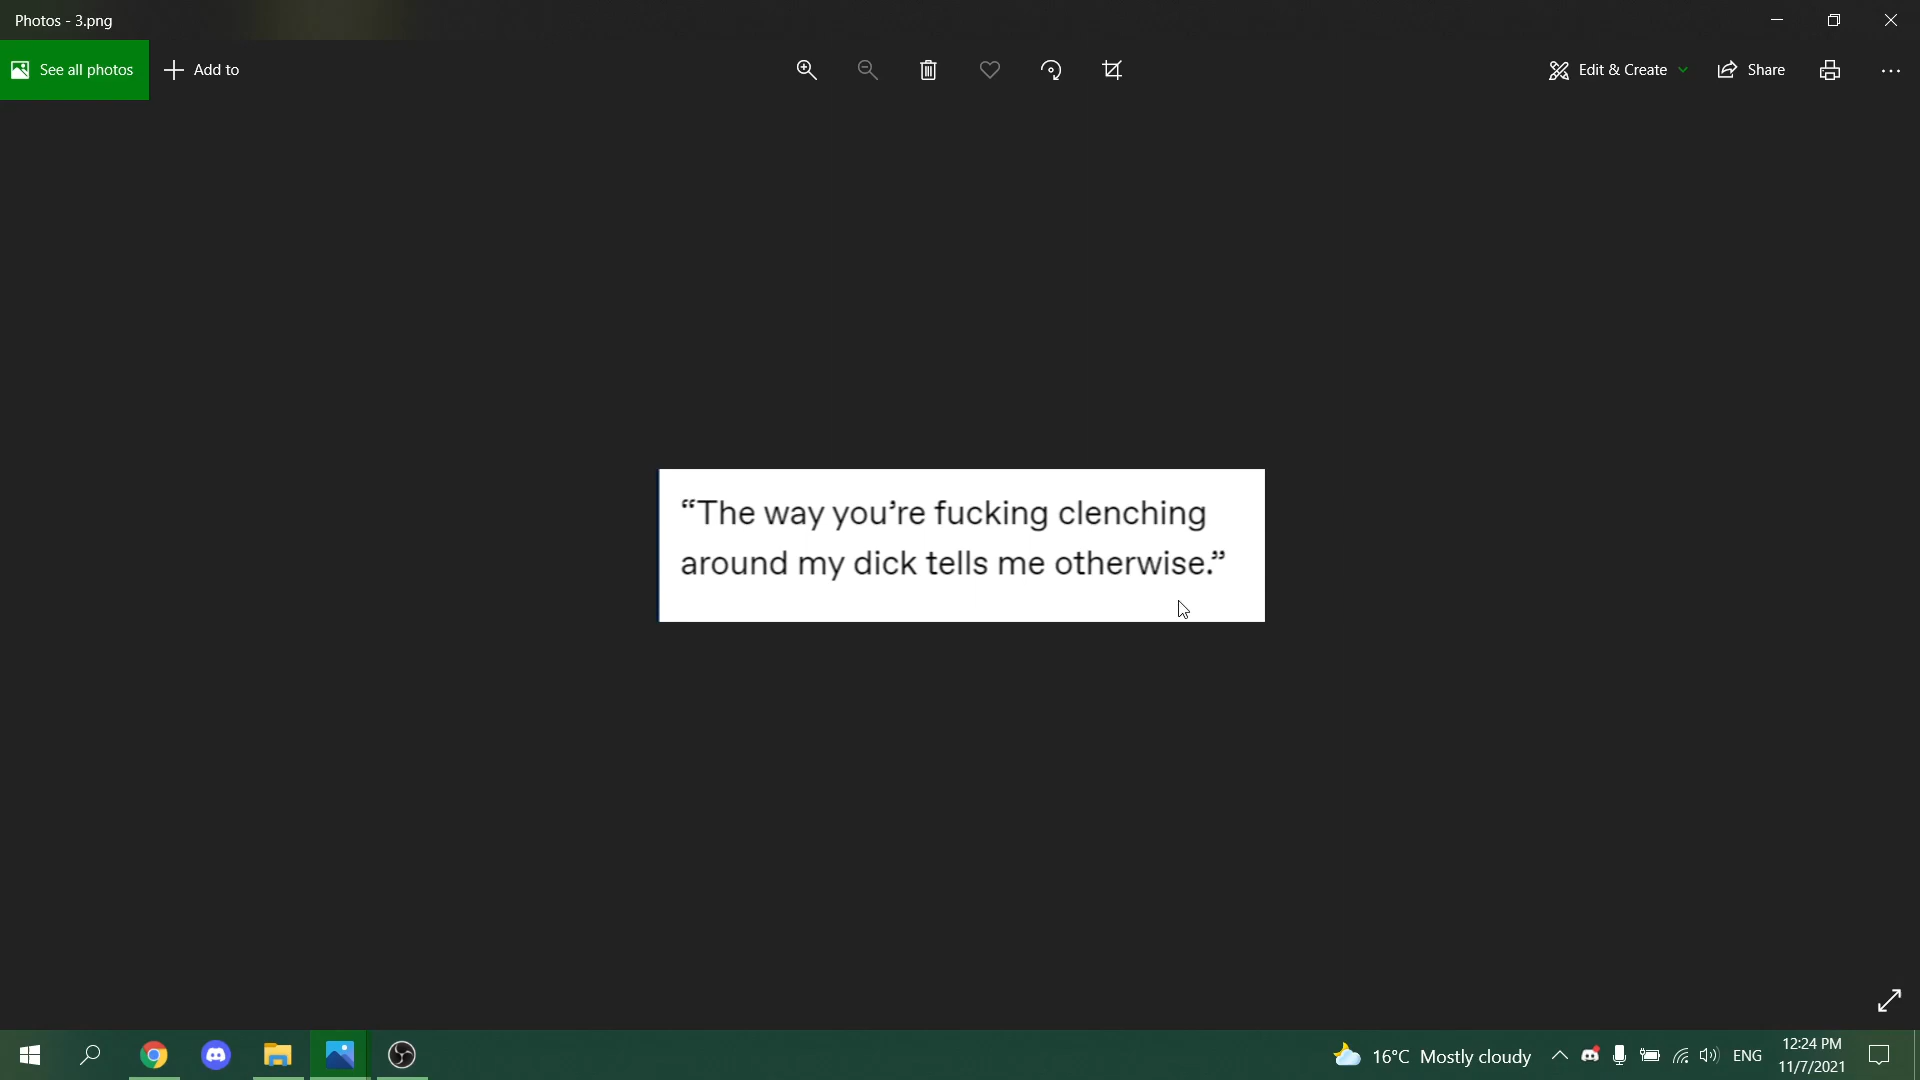 Photos - 3.png
See all photos
Add to
Edit & Create
Share
“The way you’re fucking clenching
around my dick tells me otherwise.”
16°C Mostly cloudy
ENG
12:24 PM
11/7/2021